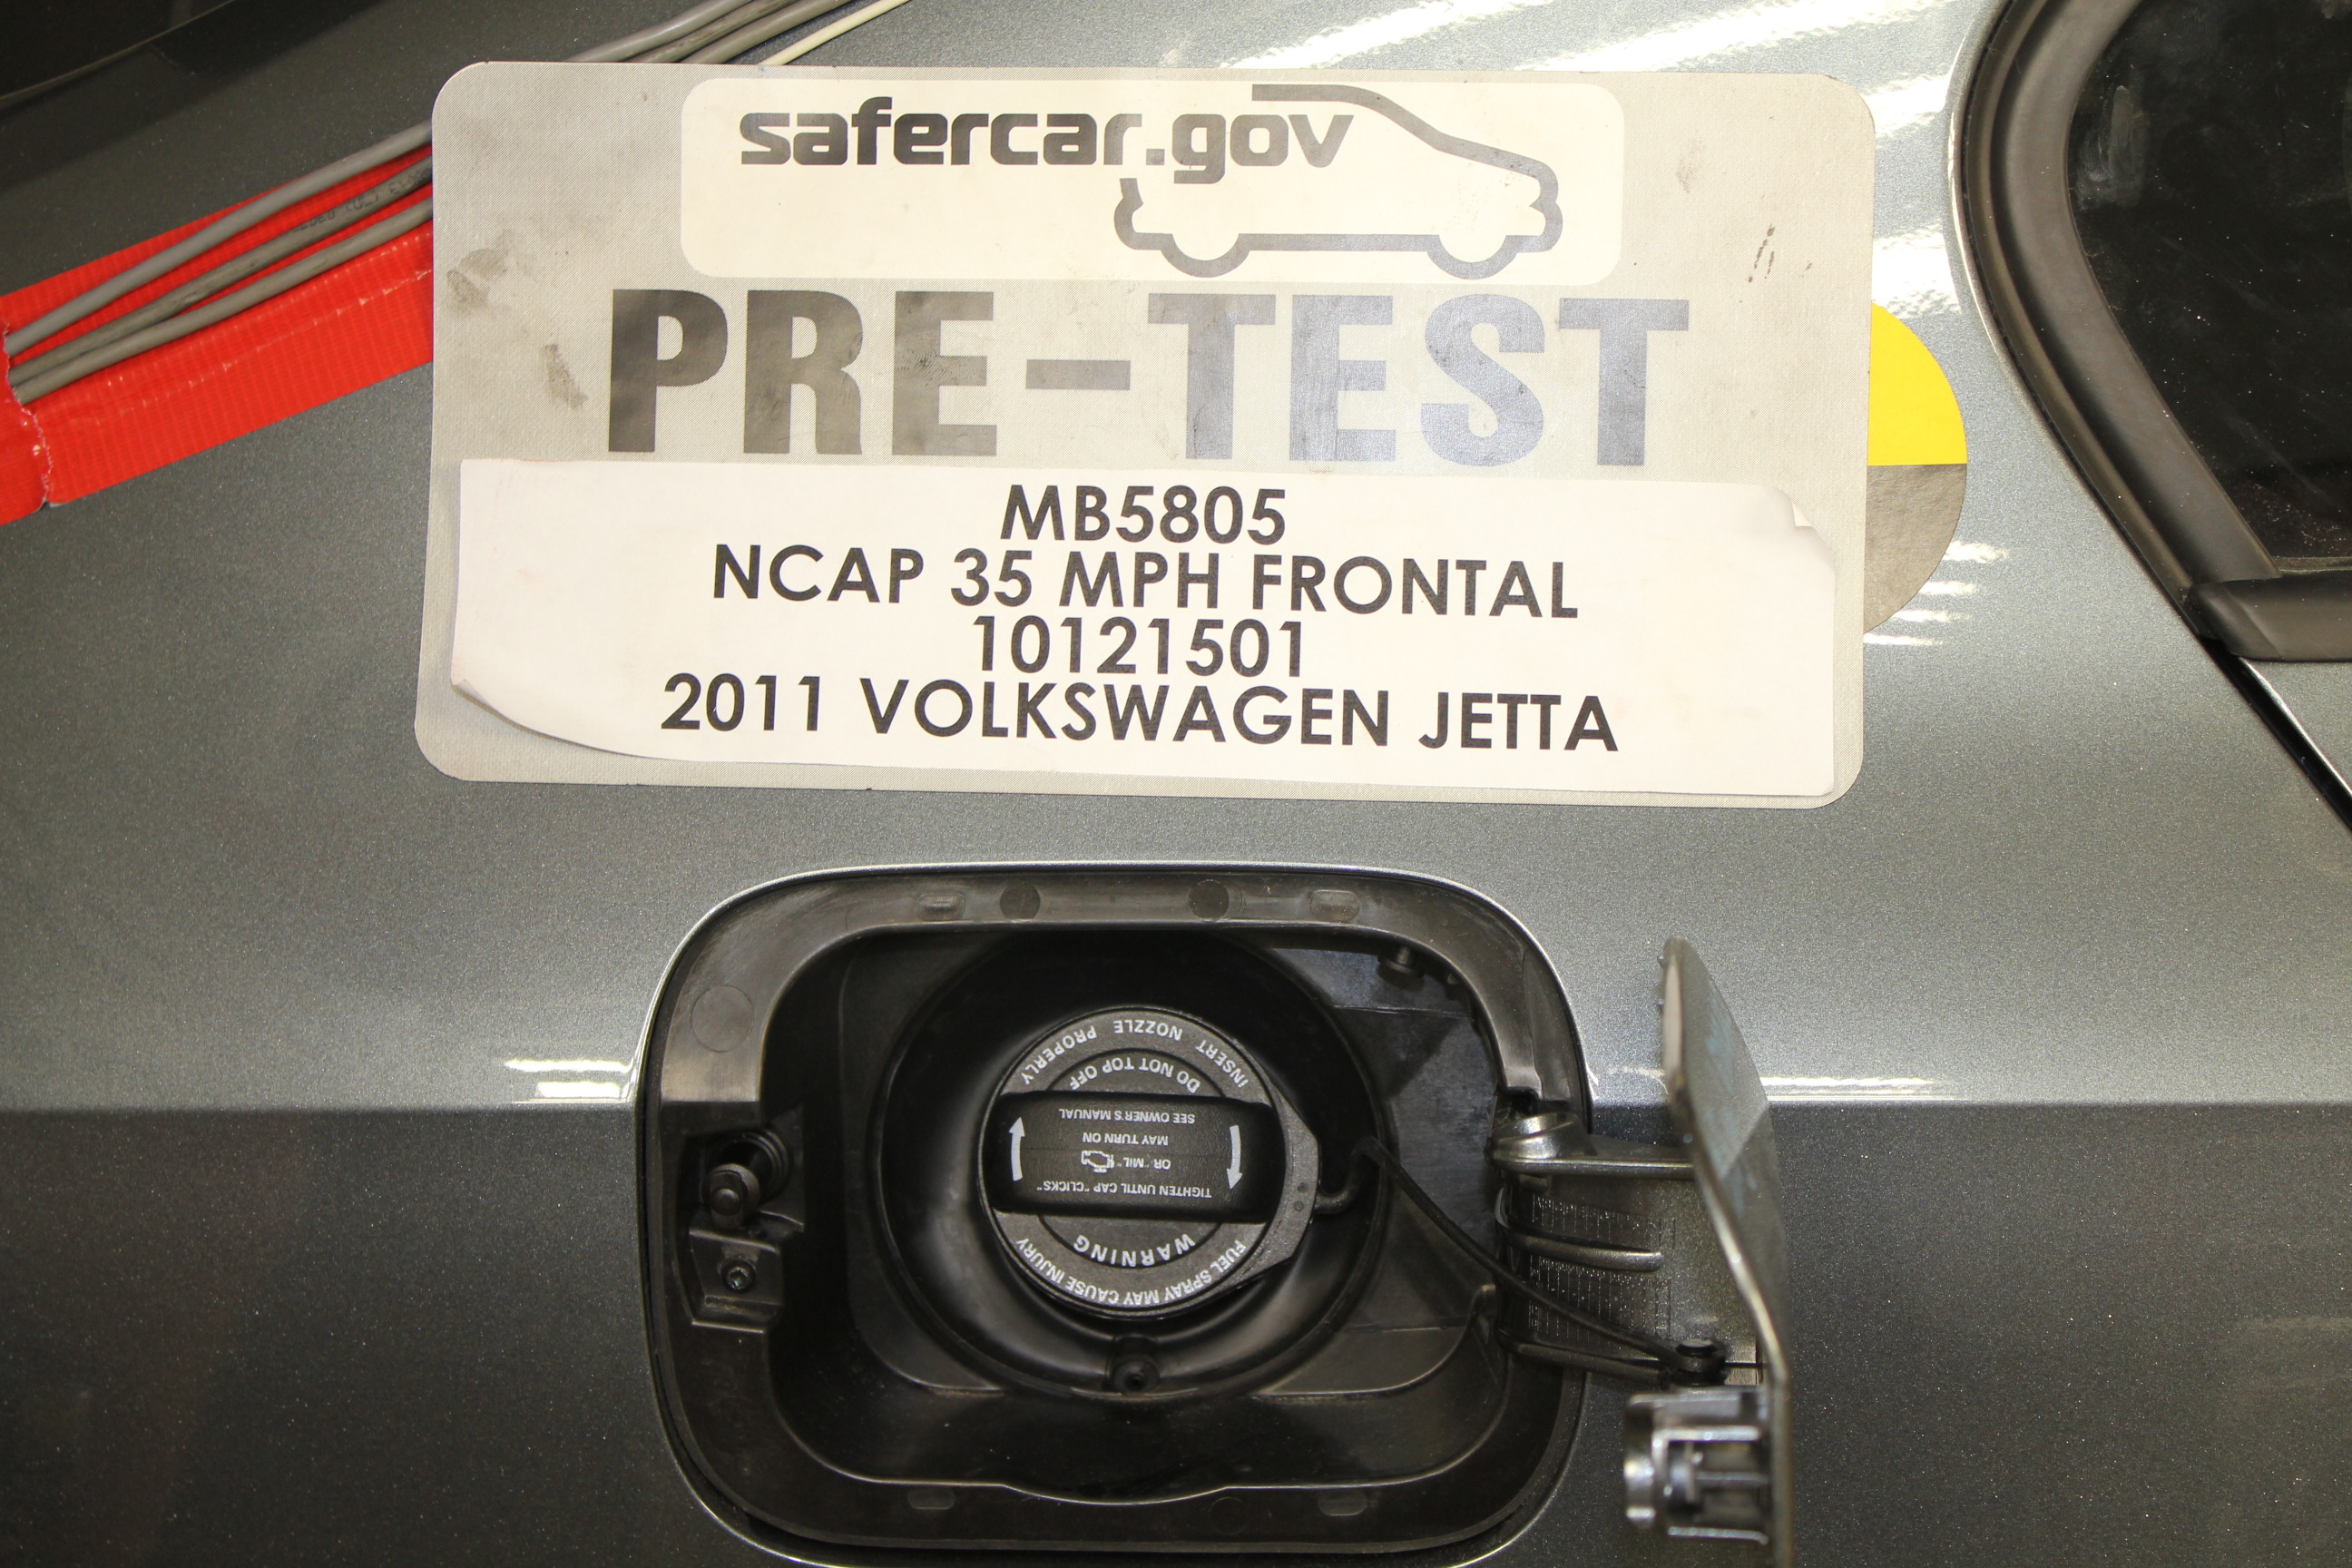 safercar.gov
PRE-TEST
MB5805
NCAP 35 MPH FRONTAL
10121501
2011 VOLKSWAGEN JETTA
FUEL SPRAY MAY CAUSE INJURY
WARNING
TIGHTEN UNTIL CAP "CLICKS"
OR "MIL"
MAY TURN ON
SEE OWNER'S MANUAL
DO NOT TOP OFF
INSERT NOZZLE PROPERLY